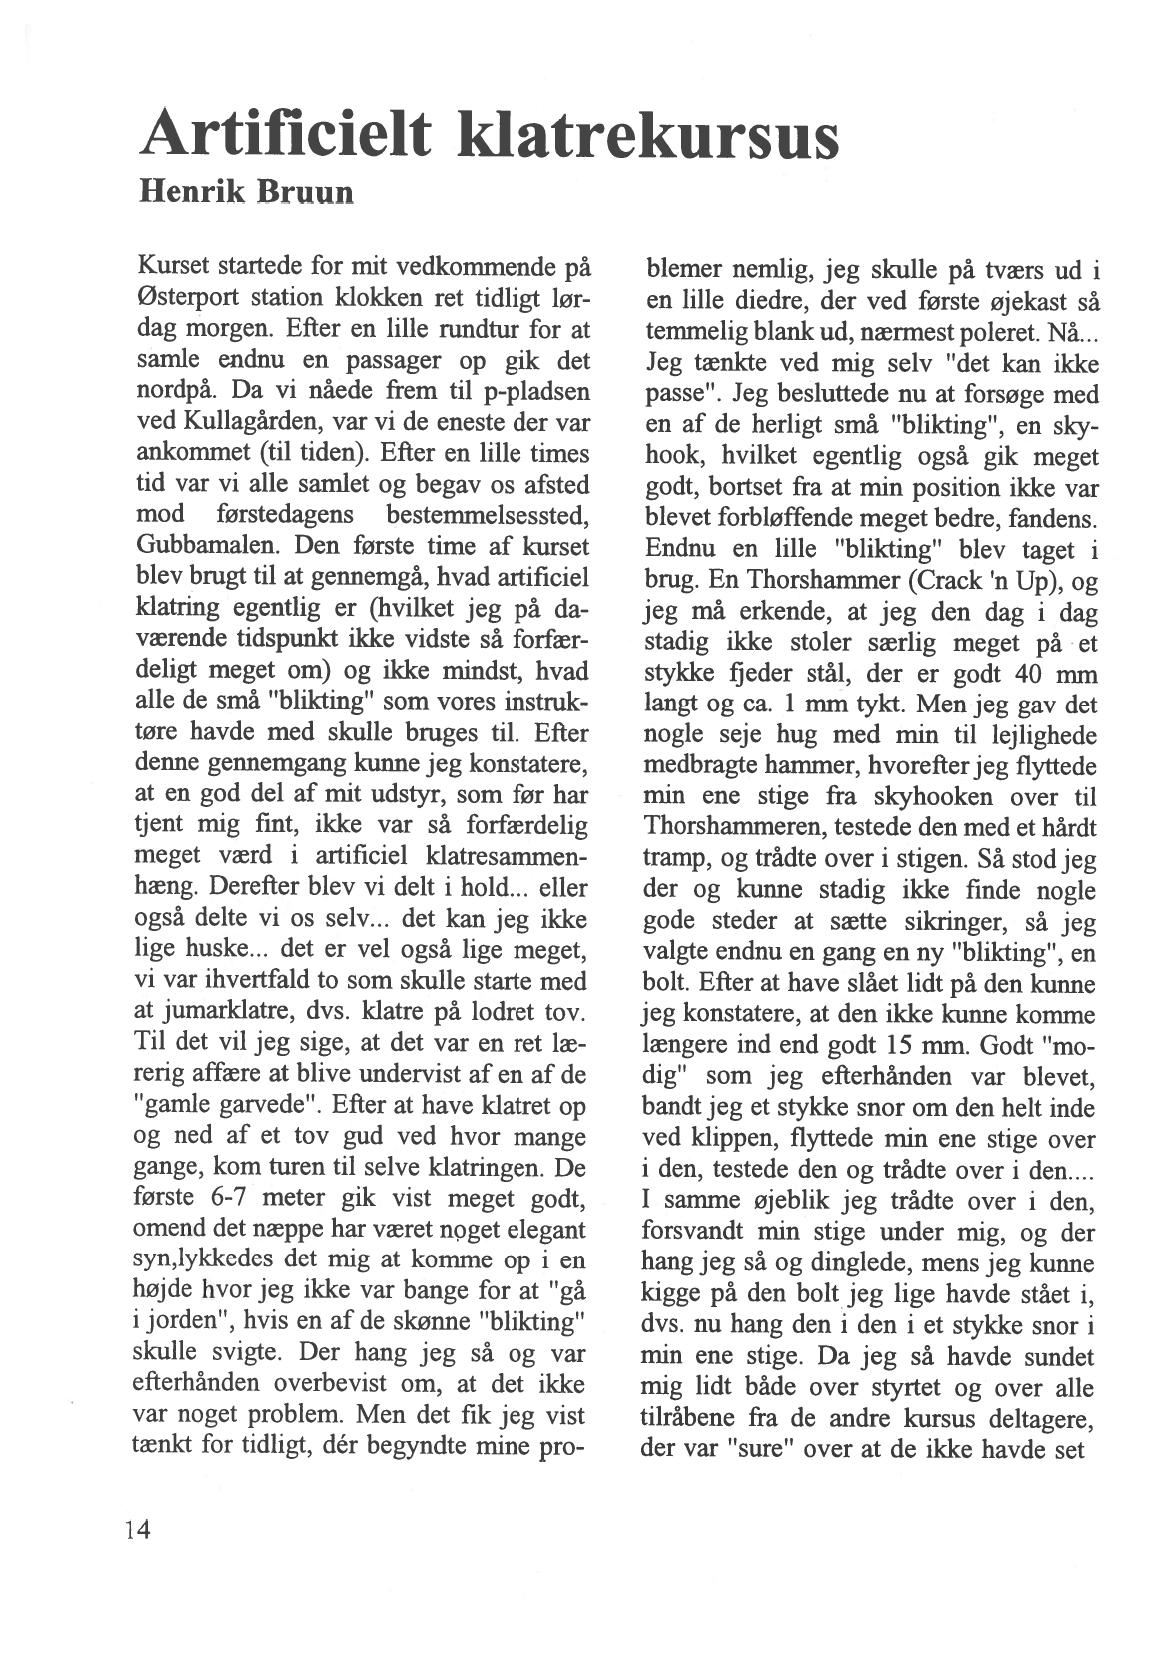 Artificielt klatrekursus
Henrik Bruun
Kurset startede for mit vedkommende på
Østerport station klokken ret tidligt lør-
dag morgen. Efter en lille rundtur for at
samle endnu en passager op gik det
nordpå. Da vi nåede frem til p-pladsen
ved Kullagården, var vi de eneste der var
ankommet (til tiden). Efter en lille times
tid var vi alle samlet og begav os afsted
mod førstedagens bestemmelsessted,
Gubbamalen. Den første time af kurset
blev brugt til at gennemgå, hvad artificiel
klatring egentlig er (hvilket jeg på da-
værende tidspunkt ikke vidste så forfær-
deligt meget om) og ikke mindst, hvad
alle de små "blikting" som vores instruk-
tøre havde med skulle bruges til. Efter
denne gennemgang kunne jeg konstatere,
at en god del af mit udstyr, som før har
tjent mig fint, ikke var så forfærdelig
meget værd i artificiel klatresammen-
hæng. Derefter blev vi delt i hold... eller
også delte vi os selv... det kan jeg ikke
lige huske... det er vel også lige meget,
vi var ihvertfald to som skulle starte med
at jumarklatre, dvs. klatre på lodret tov.
Til det vil jeg sige, at det var en ret læ-
rerig affære at blive undervist af en af de
"gamle garvede". Efter at have klatret op
og ned af et tov gud ved hvor mange
gange, kom turen til selve klatringen. De
første 6-7 meter gik vist meget godt,
omend det næppe har været noget elegant
syn,lykkedes det mig at komme op i en
højde hvor jeg ikke var bange for at "gå
i jorden", hvis en af de skønne "blikting"
skulle svigte. Der hang jeg så og var
efterhånden overbevist om, at det ikke
var noget problem. Men det fik jeg vist
tænkt for tidligt, dér begyndte mine pro-
blemer nemlig, jeg skulle på tværs ud i
en lille diedre, der ved første øjekast så
temmelig blank ud, nærmest poleret. Nå...
Jeg tænkte ved mig selv "det kan ikke
passe". Jeg besluttede nu at forsøge med
en af de herligt små "blikting", en sky-
hook, hvilket egentlig også gik meget
godt, bortset fra at min position ikke var
blevet forbløffende meget bedre, fandens.
Endnu en lille "blikting" blev taget i
brug. En Thorshammer (Crack 'n Up), og
jeg må erkende, at jeg den dag i dag
stadig ikke stoler særlig meget på et
stykke fjeder stål, der er godt 40 mm
langt og ca. 1 mm tykt. Men jeg gav det
nogle seje hug med min til lejlighede
medbragte hammer, hvorefter jeg flyttede
min ene stige fra skyhooken over til
Thorshammeren, testede den med et hårdt
tramp, og trådte over i stigen. Så stod jeg
der og kunne stadig ikke finde nogle
gode steder at sætte sikringer, så jeg
valgte endnu en gang en ny "blikting", en
bolt. Efter at have slået lidt på den kunne
jeg konstatere, at den ikke kunne komme
længere ind end godt 15 mm. Godt "mo-
dig" som jeg efterhånden var blevet,
bandt jeg et stykke snor om den helt inde
ved klippen, flyttede min ene stige over
i den, testede den og trådte over i den....
I samme øjeblik jeg trådte over i den,
forsvandt min stige under mig, og der
hang jeg så og dinglede, mens jeg kunne
kigge på den bolt jeg lige havde stået i,
dvs. nu hang den i den i et stykke snor i
min ene stige. Da jeg så havde sundet
mig lidt både over styrtet og over alle
tilråbene fra de andre kursus deltagere,
der var "sure" over at de ikke havde set
14